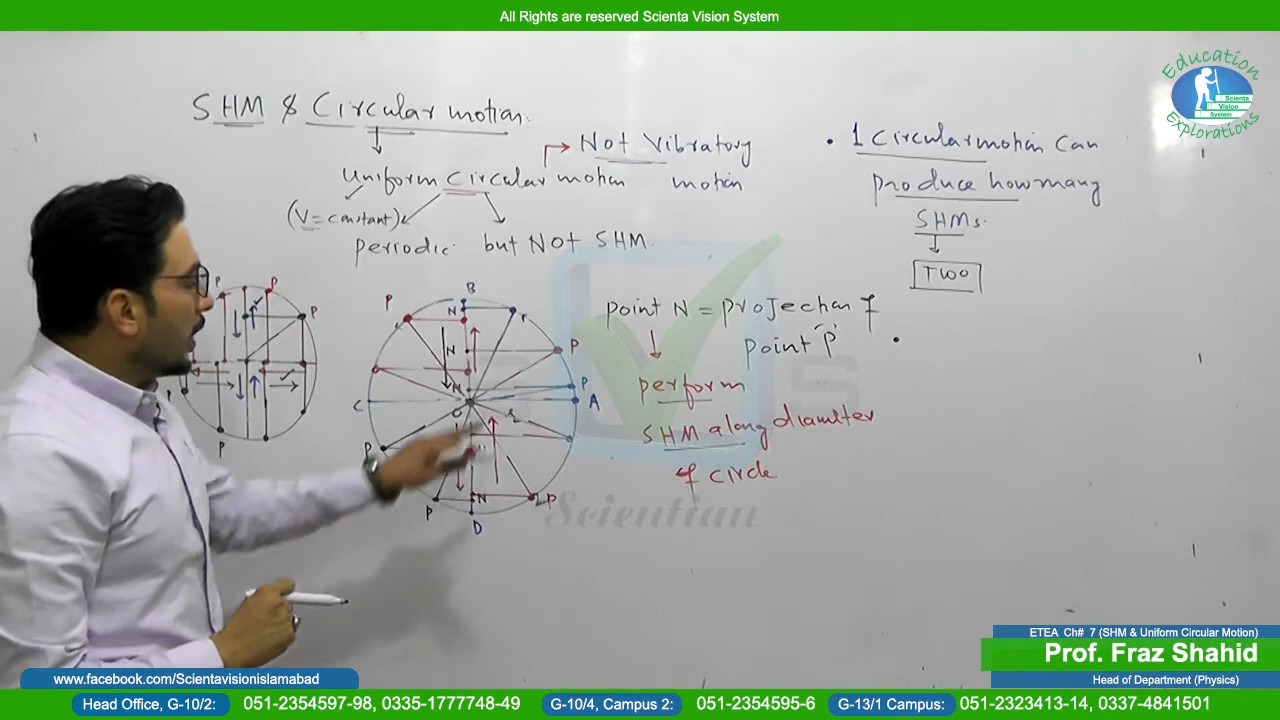 All Rights are reserved Scienta Vision System
Education
Scienta
Vision
System
Explorations
SHM & Circular motion.
Not Vibratory
motion
uniform circular motion
(V = constant)
periodic but NOT SHM.
• 1 Circular motion Can
produce how many
SHMs.
TWO
P
P
P
P
P
B
N
P
P
N
P
N
P
A
C
O
r
P
P
N
P
D
point N = projection of
point 'P'
perform
SHM along diameter
of circle
Scientian
ETEA Ch# 7 (SHM & Uniform Circular Motion)
Prof. Fraz Shahid
Head of Department (Physics)
www.facebook.com/Scientavisionislamabad
Head Office, G-10/2: 051-2354597-98, 0335-1777748-49 G-10/4, Campus 2: 051-2354595-6 G-13/1 Campus: 051-2323413-14, 0337-4841501